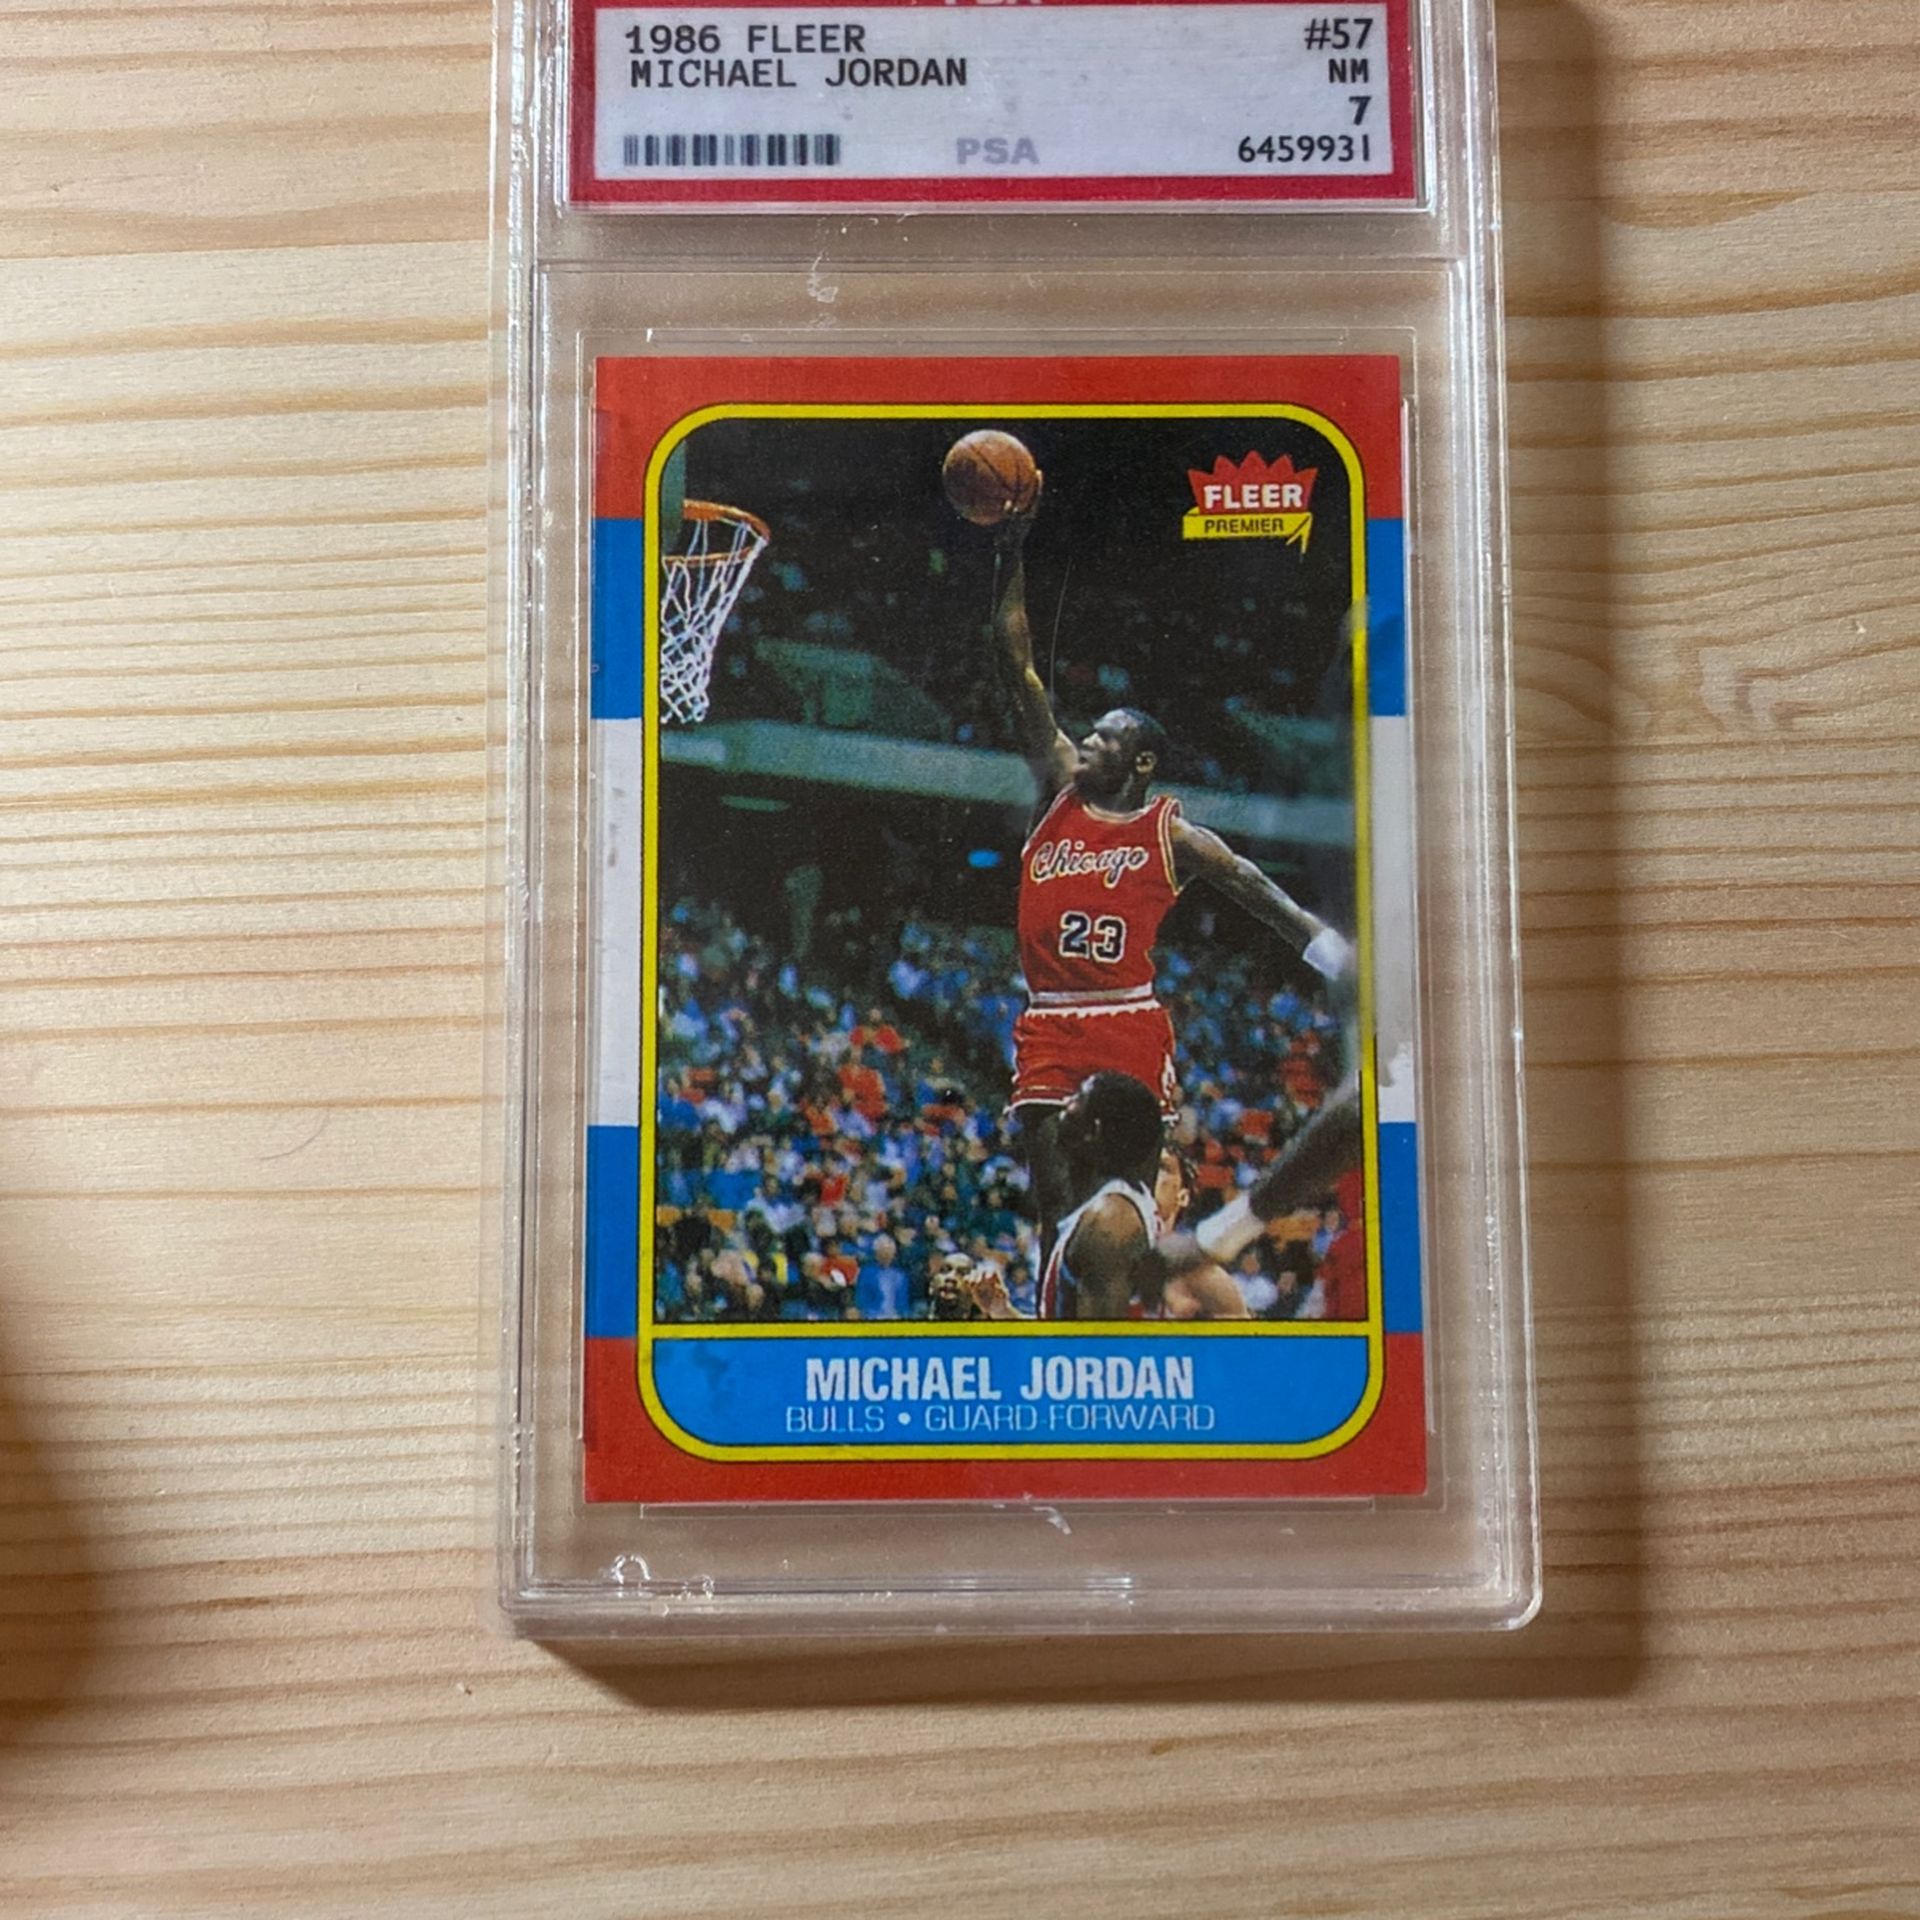 1986 FLEER #57
MICHAEL JORDAN NM
7
PSA 6459931
FLEER
PREMIER
Chicago
23
MICHAEL JORDAN
BULLS • GUARD-FORWARD